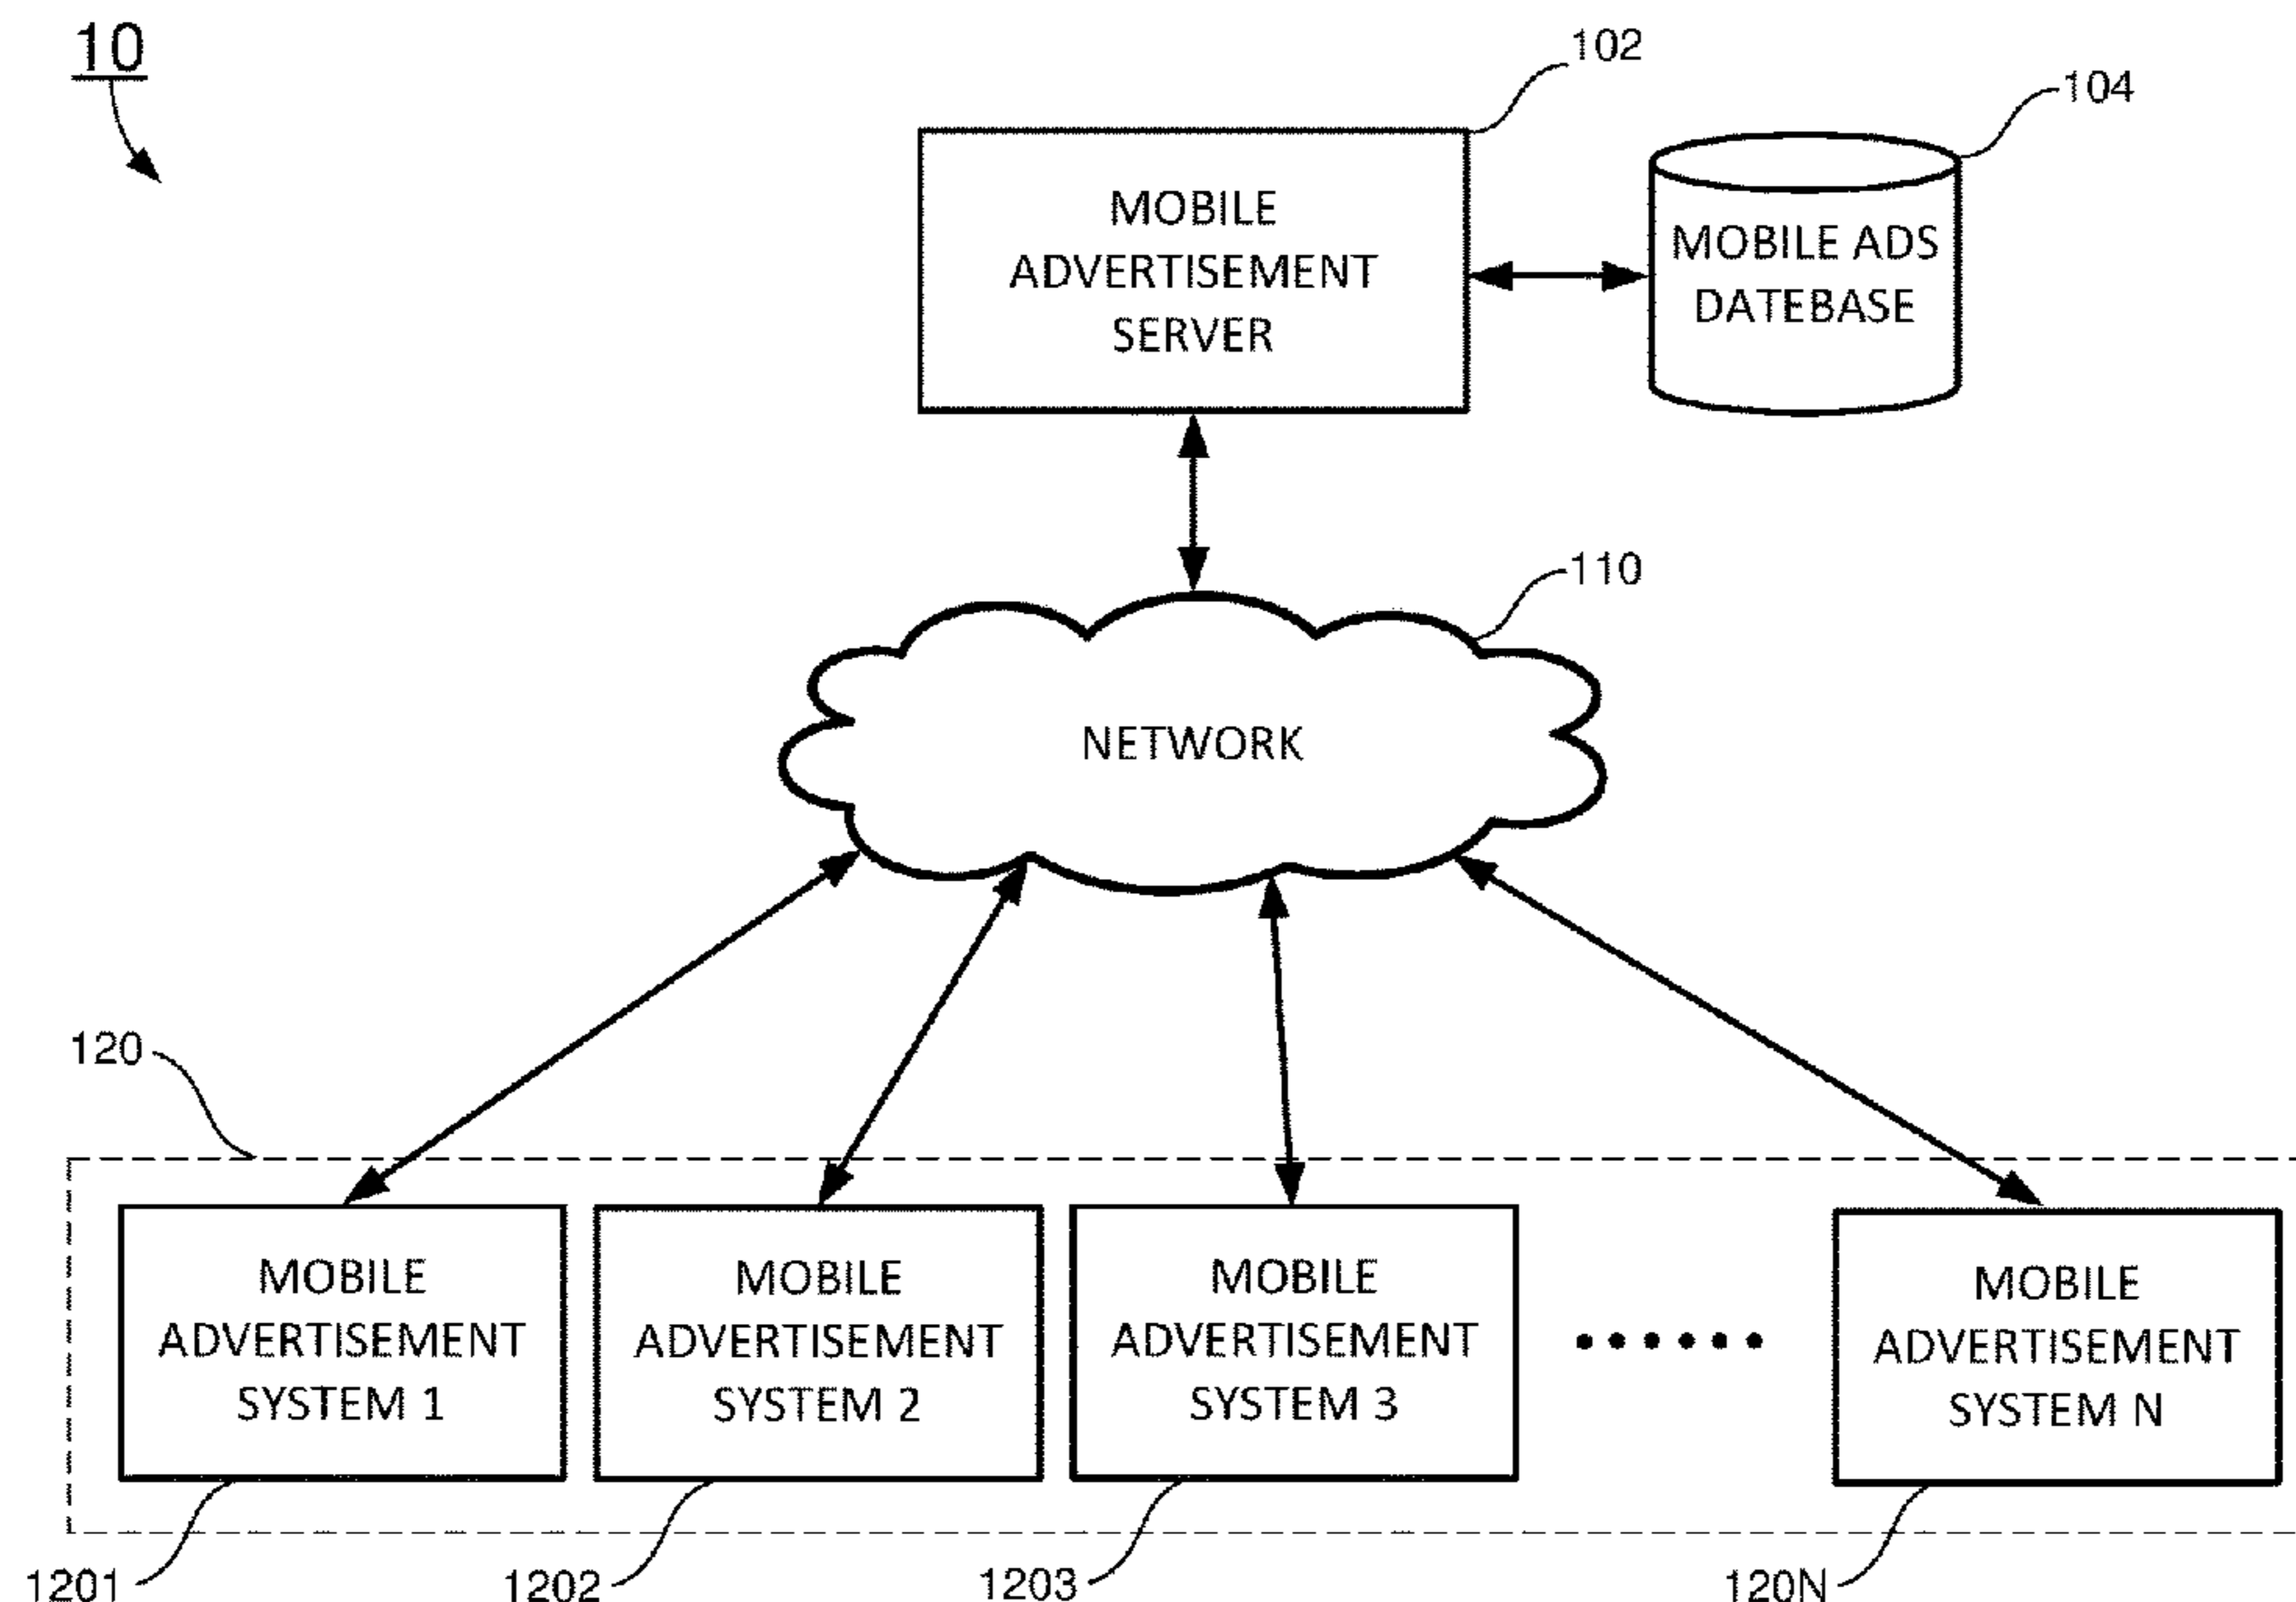 10
102
104
MOBILE
ADVERTISEMENT
SERVER
MOBILE ADS
DATEBASE
110
NETWORK
120
MOBILE
ADVERTISEMENT
SYSTEM 1
MOBILE
ADVERTISEMENT
SYSTEM 2
MOBILE
ADVERTISEMENT
SYSTEM 3
MOBILE
ADVERTISEMENT
SYSTEM N
1201
1202
1203
120N